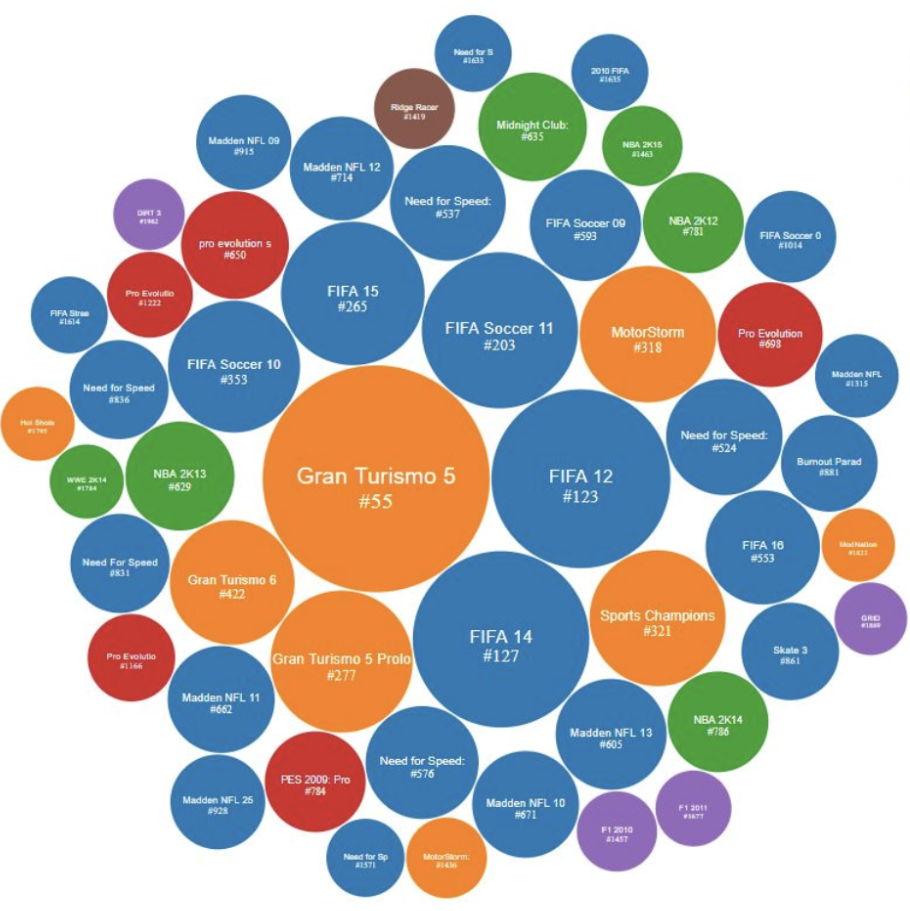 Need for S
#1633
2010 FIFA
#1635
Ridge Racer
#1419
Midnight Club:
#635
Madden NFL 09
#915
NBA 2K15
#1463
Madden NFL 12
#714
Need for Speed:
#537
DiRT 3
#1962
FIFA Soccer 09
#593
NBA 2K12
#781
FIFA Soccer 0
#1014
pro evolution s
#650
Pro Evolutio
#1222
FIFA 15
#265
FIFA Stree
#1614
FIFA Soccer 11
#203
MotorStorm
#318
Pro Evolution
#698
FIFA Soccer 10
#353
Madden NFL
#1315
Need for Speed
#836
Hot Shots
Need for Speed:
#524
Burnout Parad
#881
WWE 2K14
#1784
NBA 2K13
#629
Gran Turismo 5
#55
FIFA 12
#123
FIFA 16
#553
ModNation
Need For Speed
#831
Gran Turismo 6
#422
Sports Champions
#321
GRID
FIFA 14
#127
Skate 3
#861
Pro Evolutio
#1166
Gran Turismo 5 Prolo
#277
Madden NFL 11
#662
NBA 2K14
#786
Madden NFL 13
#605
Need for Speed:
#576
PES 2009: Pro
#784
Madden NFL 25
#928
Madden NFL 10
#671
F1 2011
#1677
F1 2010
#1457
Need for Sp
#1571
MotorStorm:
#1436